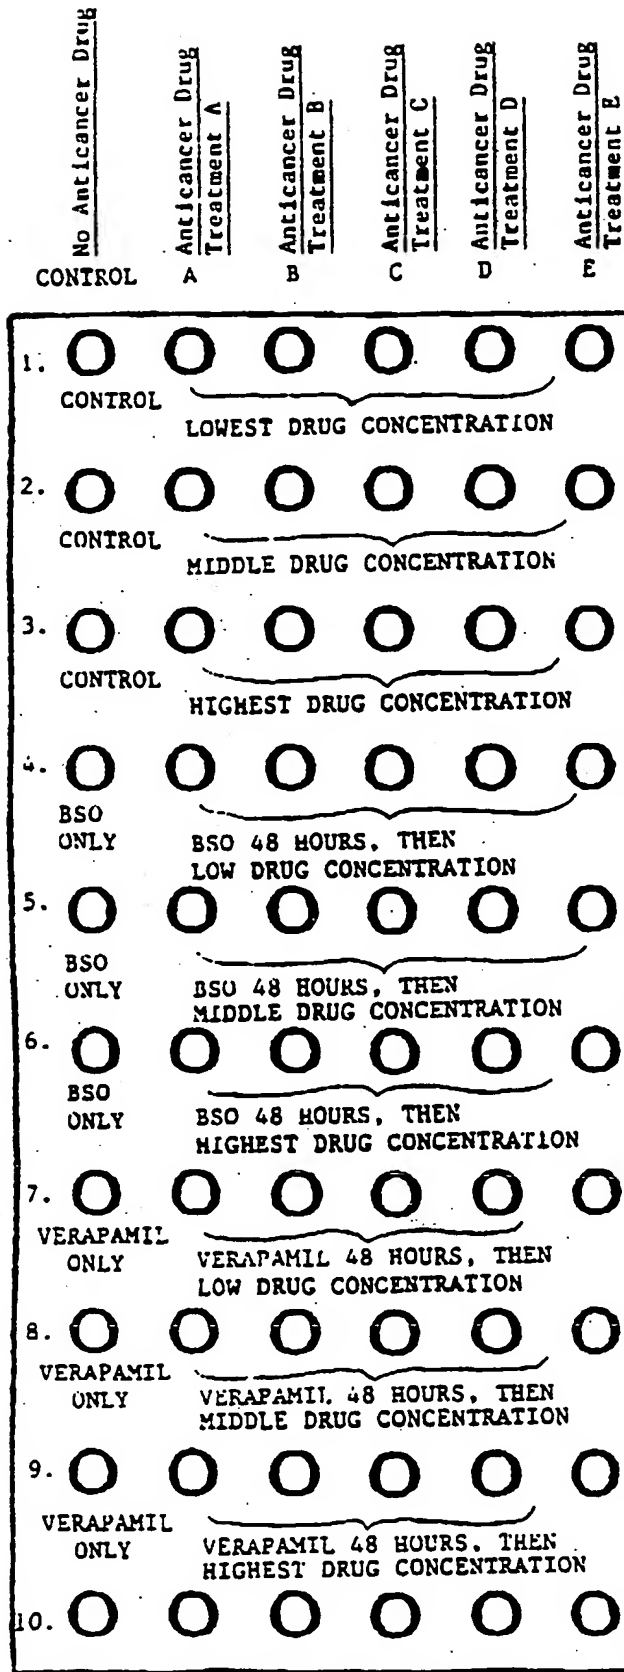 No Anticancer Drug
Anticancer Drug
Treatment A
Anticancer Drug
Treatment B
Anticancer Drug
Treatment C
Anticancer Drug
Treatment D
Anticancer Drug
Treatment E
CONTROL A B C D E
1.
CONTROL
LOWEST DRUG CONCENTRATION
2.
CONTROL
MIDDLE DRUG CONCENTRATION
3.
CONTROL
HIGHEST DRUG CONCENTRATION
4.
BSO
ONLY
BSO 48 HOURS, THEN
LOW DRUG CONCENTRATION
5.
BSO
ONLY
BSO 48 HOURS, THEN
MIDDLE DRUG CONCENTRATION
6.
BSO
ONLY
BSO 48 HOURS, THEN
HIGHEST DRUG CONCENTRATION
7.
VERAPAMIL
ONLY
VERAPAMIL 48 HOURS, THEN
LOW DRUG CONCENTRATION
8.
VERAPAMIL
ONLY
VERAPAMIL 48 HOURS, THEN
MIDDLE DRUG CONCENTRATION
9.
VERAPAMIL
ONLY
VERAPAMIL 48 HOURS, THEN
HIGHEST DRUG CONCENTRATION
10.